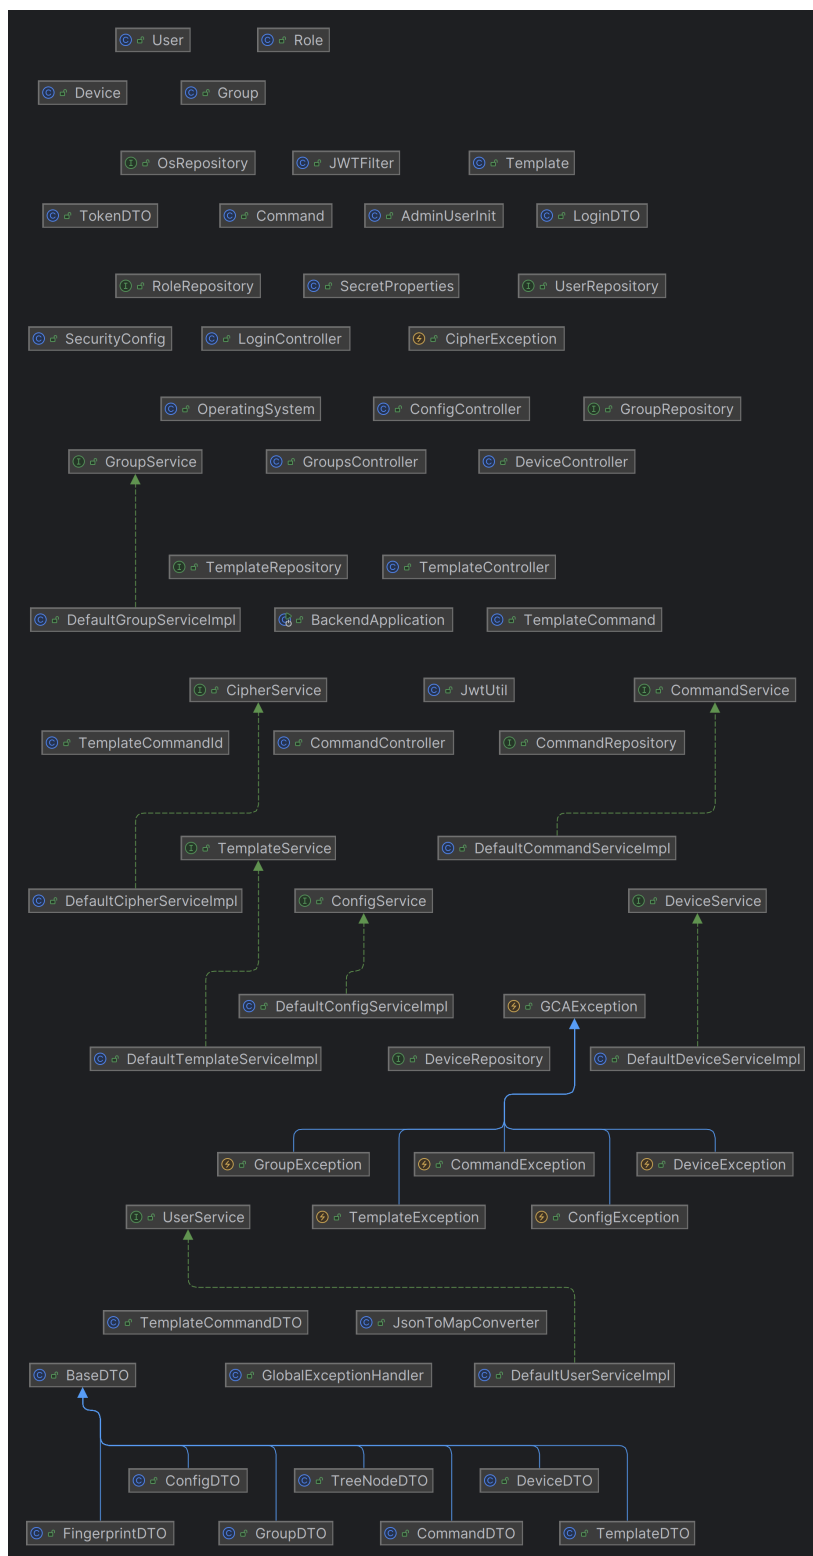 User Role
Device Group
OsRepository JWTFilter Template
TokenDTO Command AdminUserInit LoginDTO
RoleRepository SecretProperties UserRepository
SecurityConfig LoginController CipherException
OperatingSystem ConfigController GroupRepository
GroupService GroupsController DeviceController
TemplateRepository TemplateController
DefaultGroupServiceImpl BackendApplication TemplateCommand
CipherService JwtUtil CommandService
TemplateCommandId CommandController CommandRepository
TemplateService DefaultCommandServiceImpl
DefaultCipherServiceImpl ConfigService DeviceService
DefaultConfigServiceImpl GCAException
DefaultTemplateServiceImpl DeviceRepository DefaultDeviceServiceImpl
GroupException CommandException DeviceException
UserService TemplateException ConfigException
TemplateCommandDTO JsonToMapConverter
BaseDTO GlobalExceptionHandler DefaultUserServiceImpl
ConfigDTO TreeNodeDTO DeviceDTO
FingerprintDTO GroupDTO CommandDTO TemplateDTO